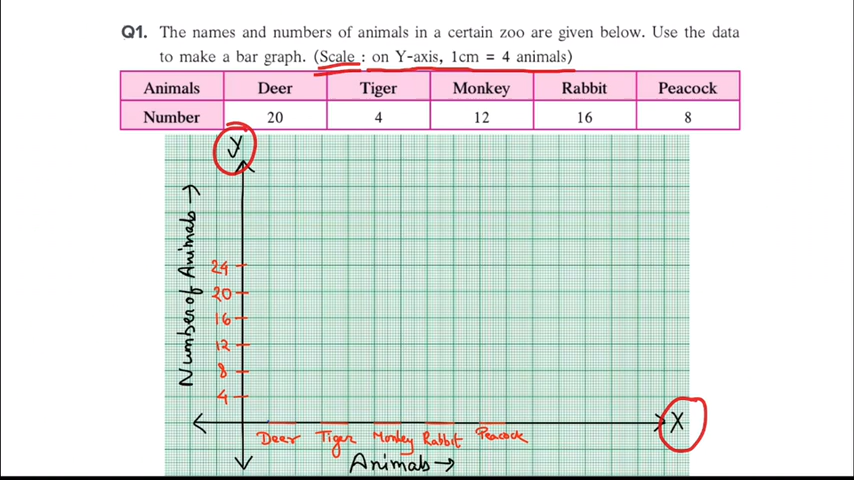 Q1. The names and numbers of animals in a certain zoo are given below. Use the data
to make a bar graph. (Scale : on Y-axis, 1cm = 4 animals)
Animals Deer Tiger Monkey Rabbit Peacock
Number 20 4 12 16 8
Y
Number of Animals →
24
20
16
12
8
4
X
Deer Tiger Monkey Rabbit Peacock
Animals →